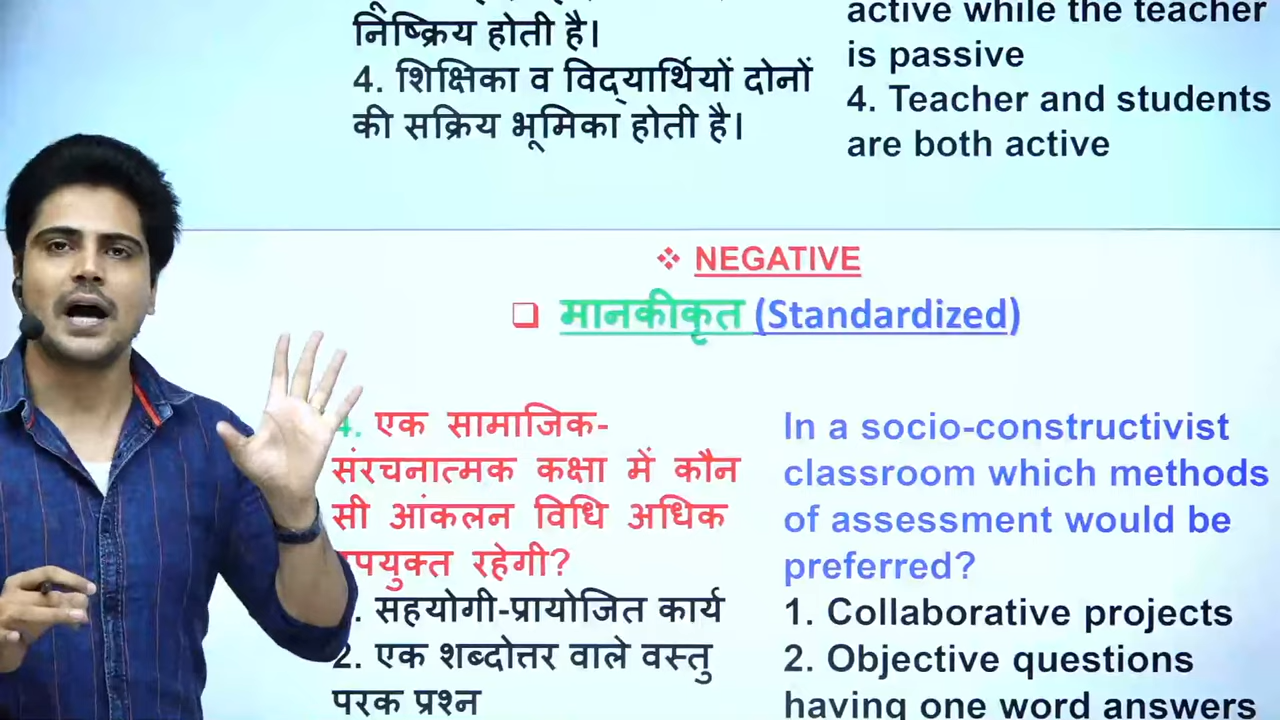 निष्क्रिय होती है।
4. शिक्षिका व विद्यार्थियों दोनों
की सक्रिय भूमिका होती है।
active while the teacher
is passive
4. Teacher and students
are both active
❖ NEGATIVE
❑ मानकीकृत (Standardized)
4. एक सामाजिक-
संरचनात्मक कक्षा में कौन
सी आंकलन विधि अधिक
रहेगी?
. सहयोगी-प्रायोजित कार्य
2. एक शब्दोत्तर वाले वस्तु
परक प्रश्न
In a socio-constructivist
classroom which methods
of assessment would be
preferred?
1. Collaborative projects
2. Objective questions
having one word answers